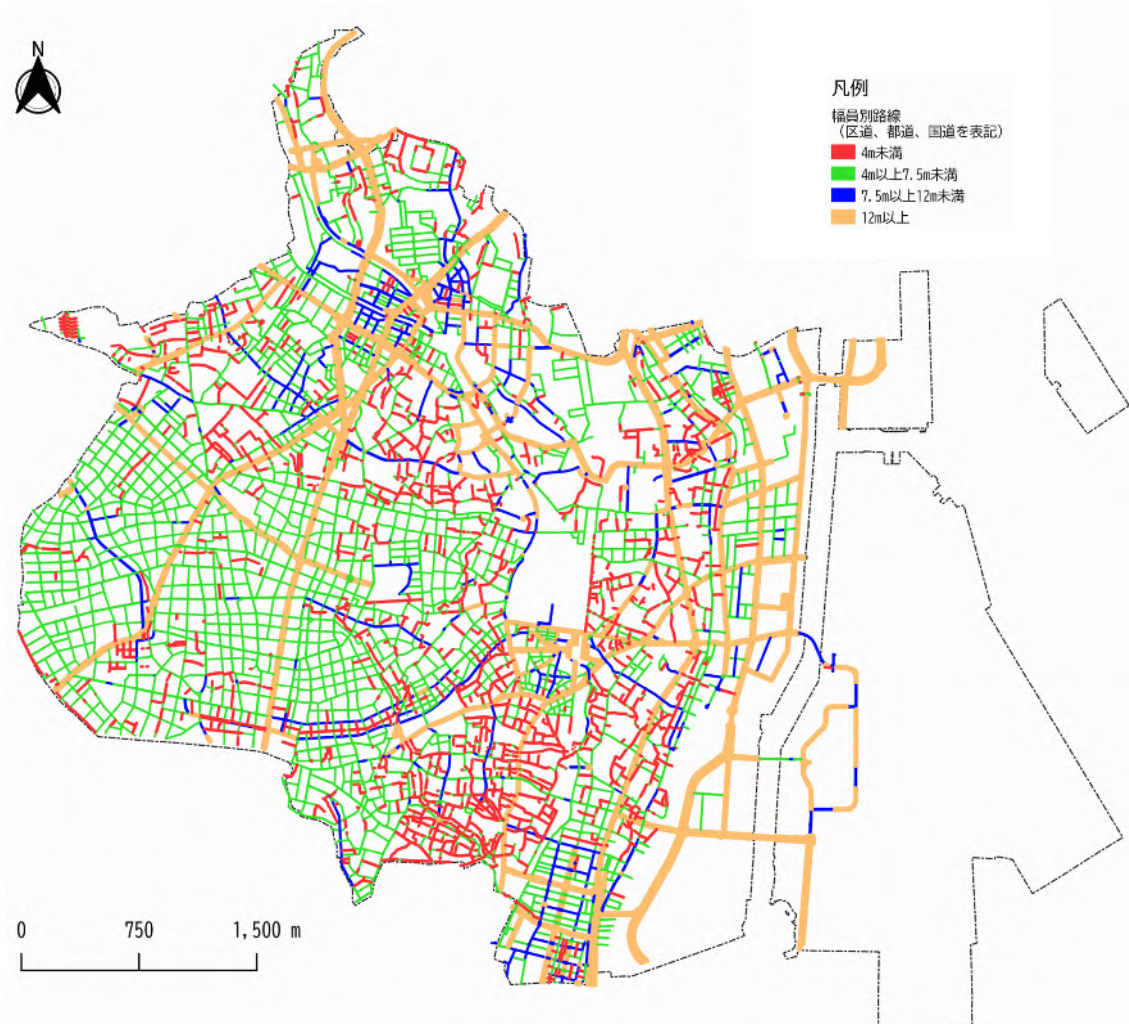 N
凡例
幅員別路線
(区道、都道、国道を表記)
4m未満
4m以上7.5m未満
7.5m以上12m未満
12m以上
0 750 1,500 m